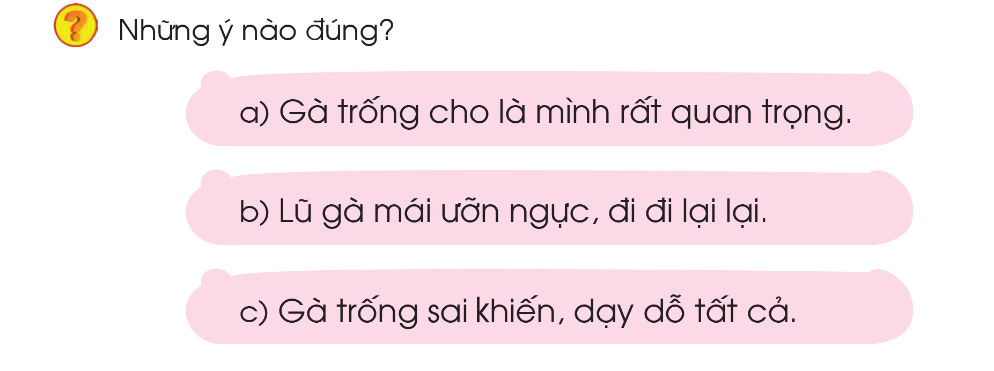 ?
Những ý nào đúng?
a) Gà trống cho là mình rất quan trọng.
b) Lũ gà mái ưỡn ngực, đi đi lại lại.
c) Gà trống sai khiến, dạy dỗ tất cả.